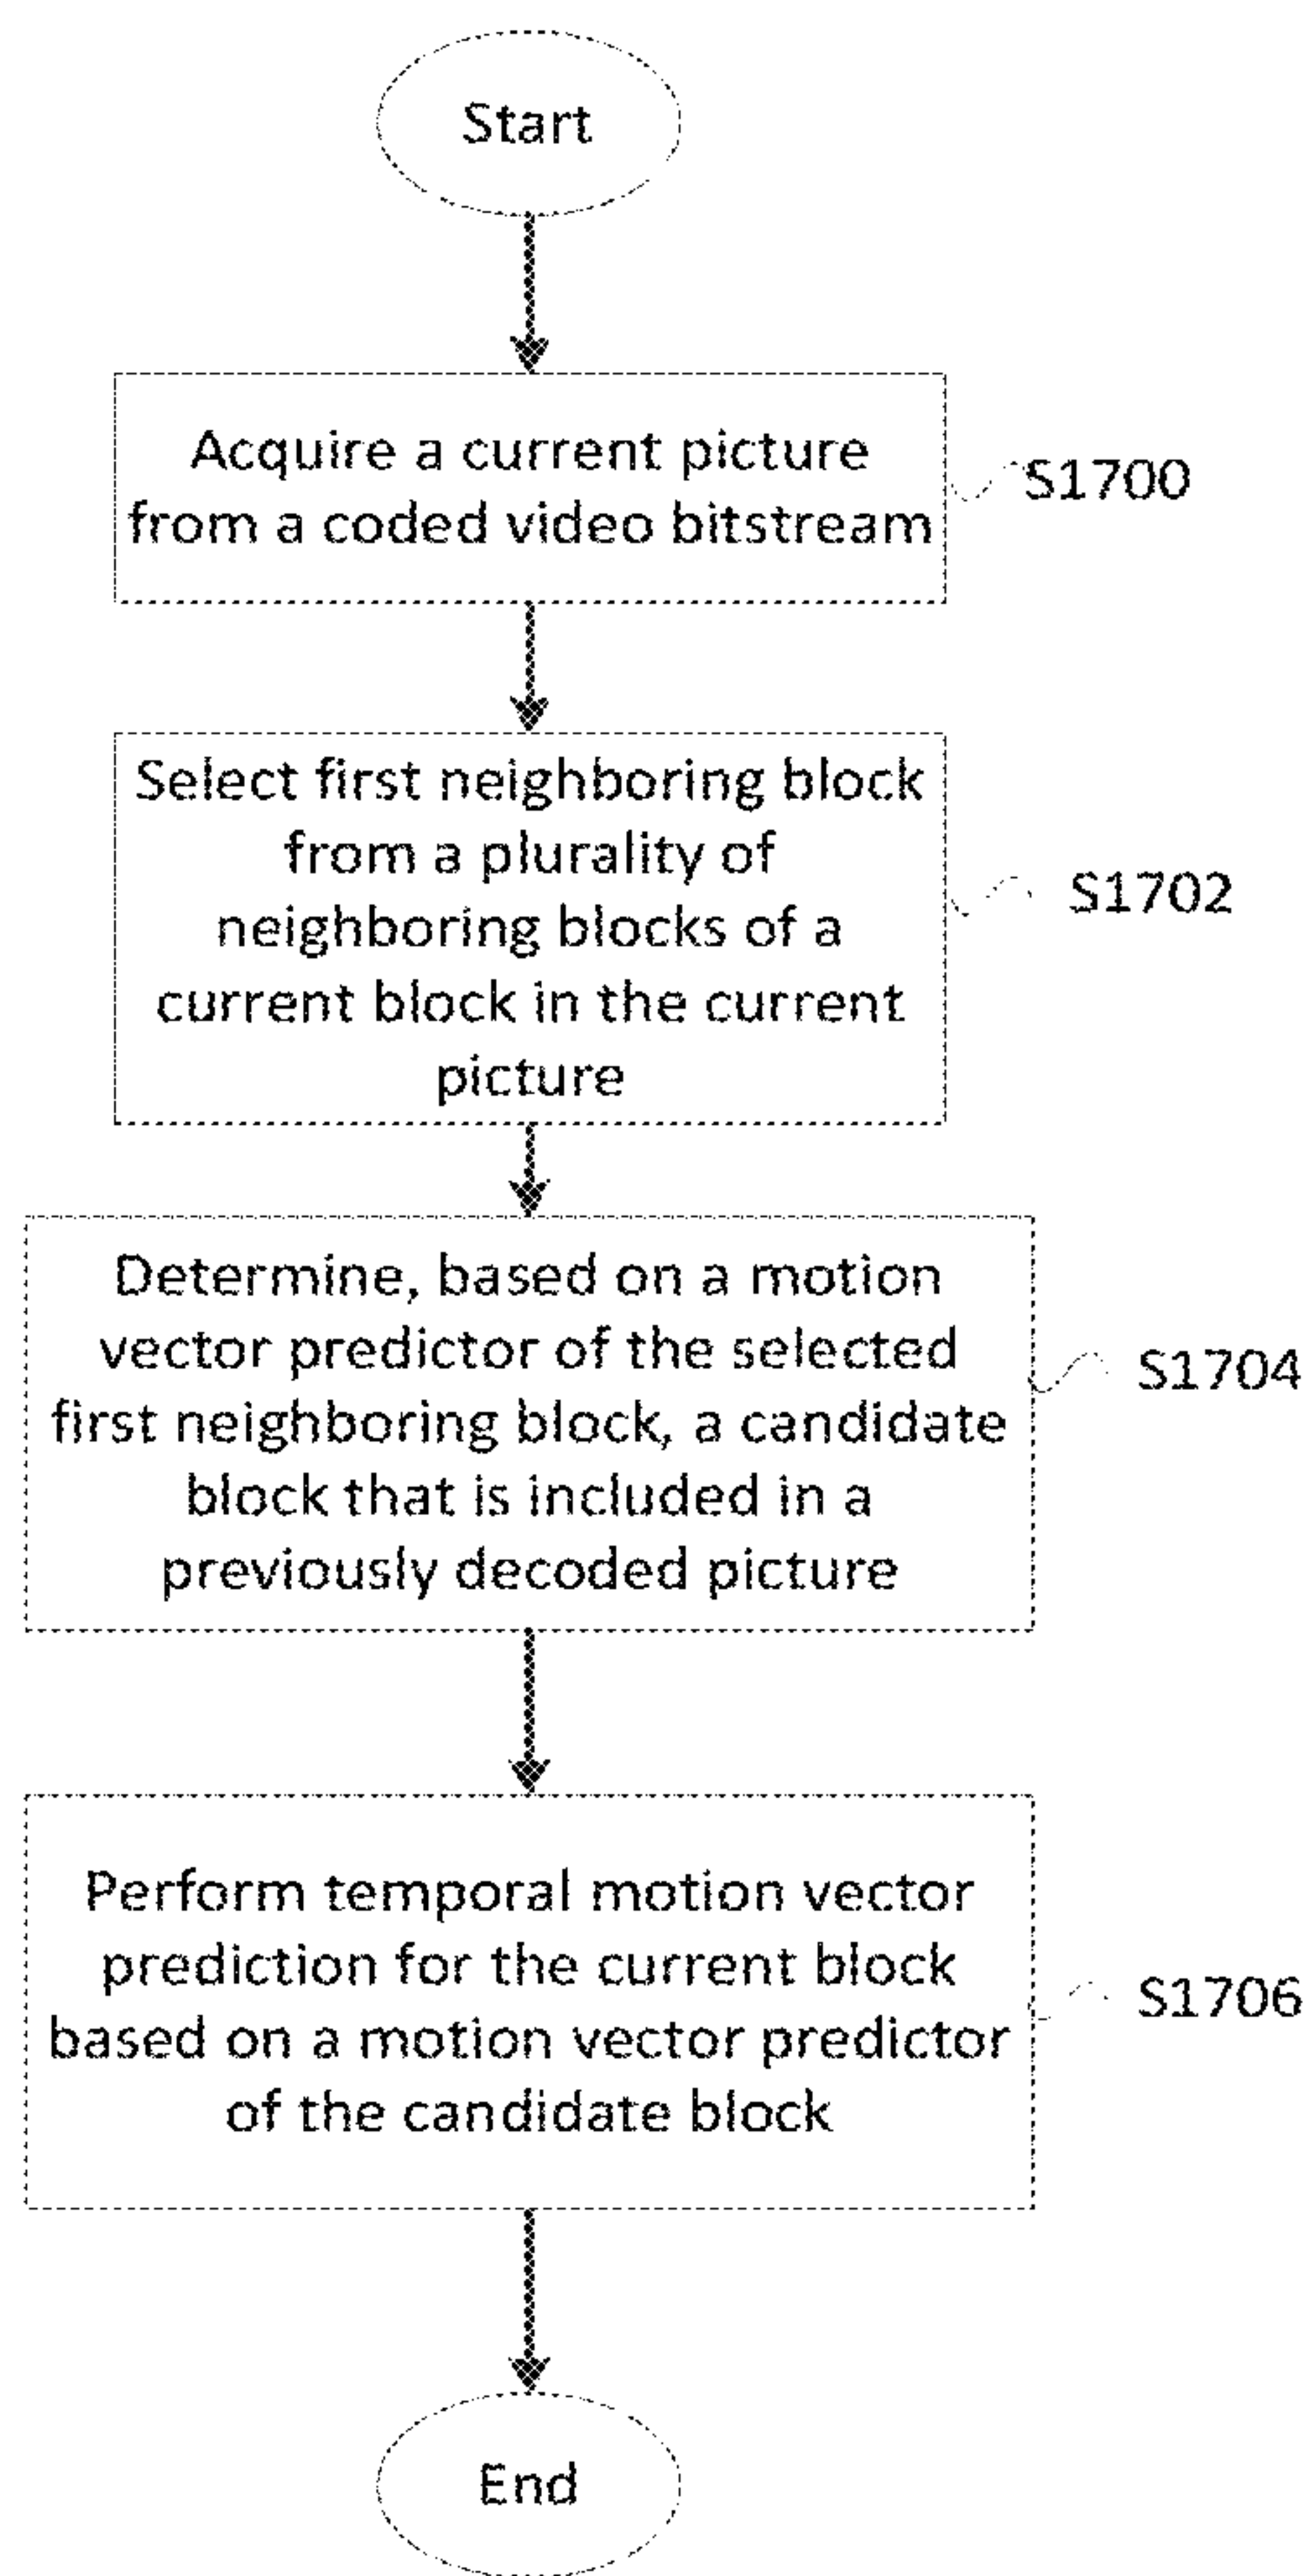 Start
Acquire a current picture
from a coded video bitstream
S1700
Select first neighboring block
from a plurality of
neighboring blocks of a
current block in the current
picture
S1702
Determine, based on a motion
vector predictor of the selected
first neighboring block, a candidate
block that is included in a
previously decoded picture
S1704
Perform temporal motion vector
prediction for the current block
based on a motion vector predictor
of the candidate block
S1706
End